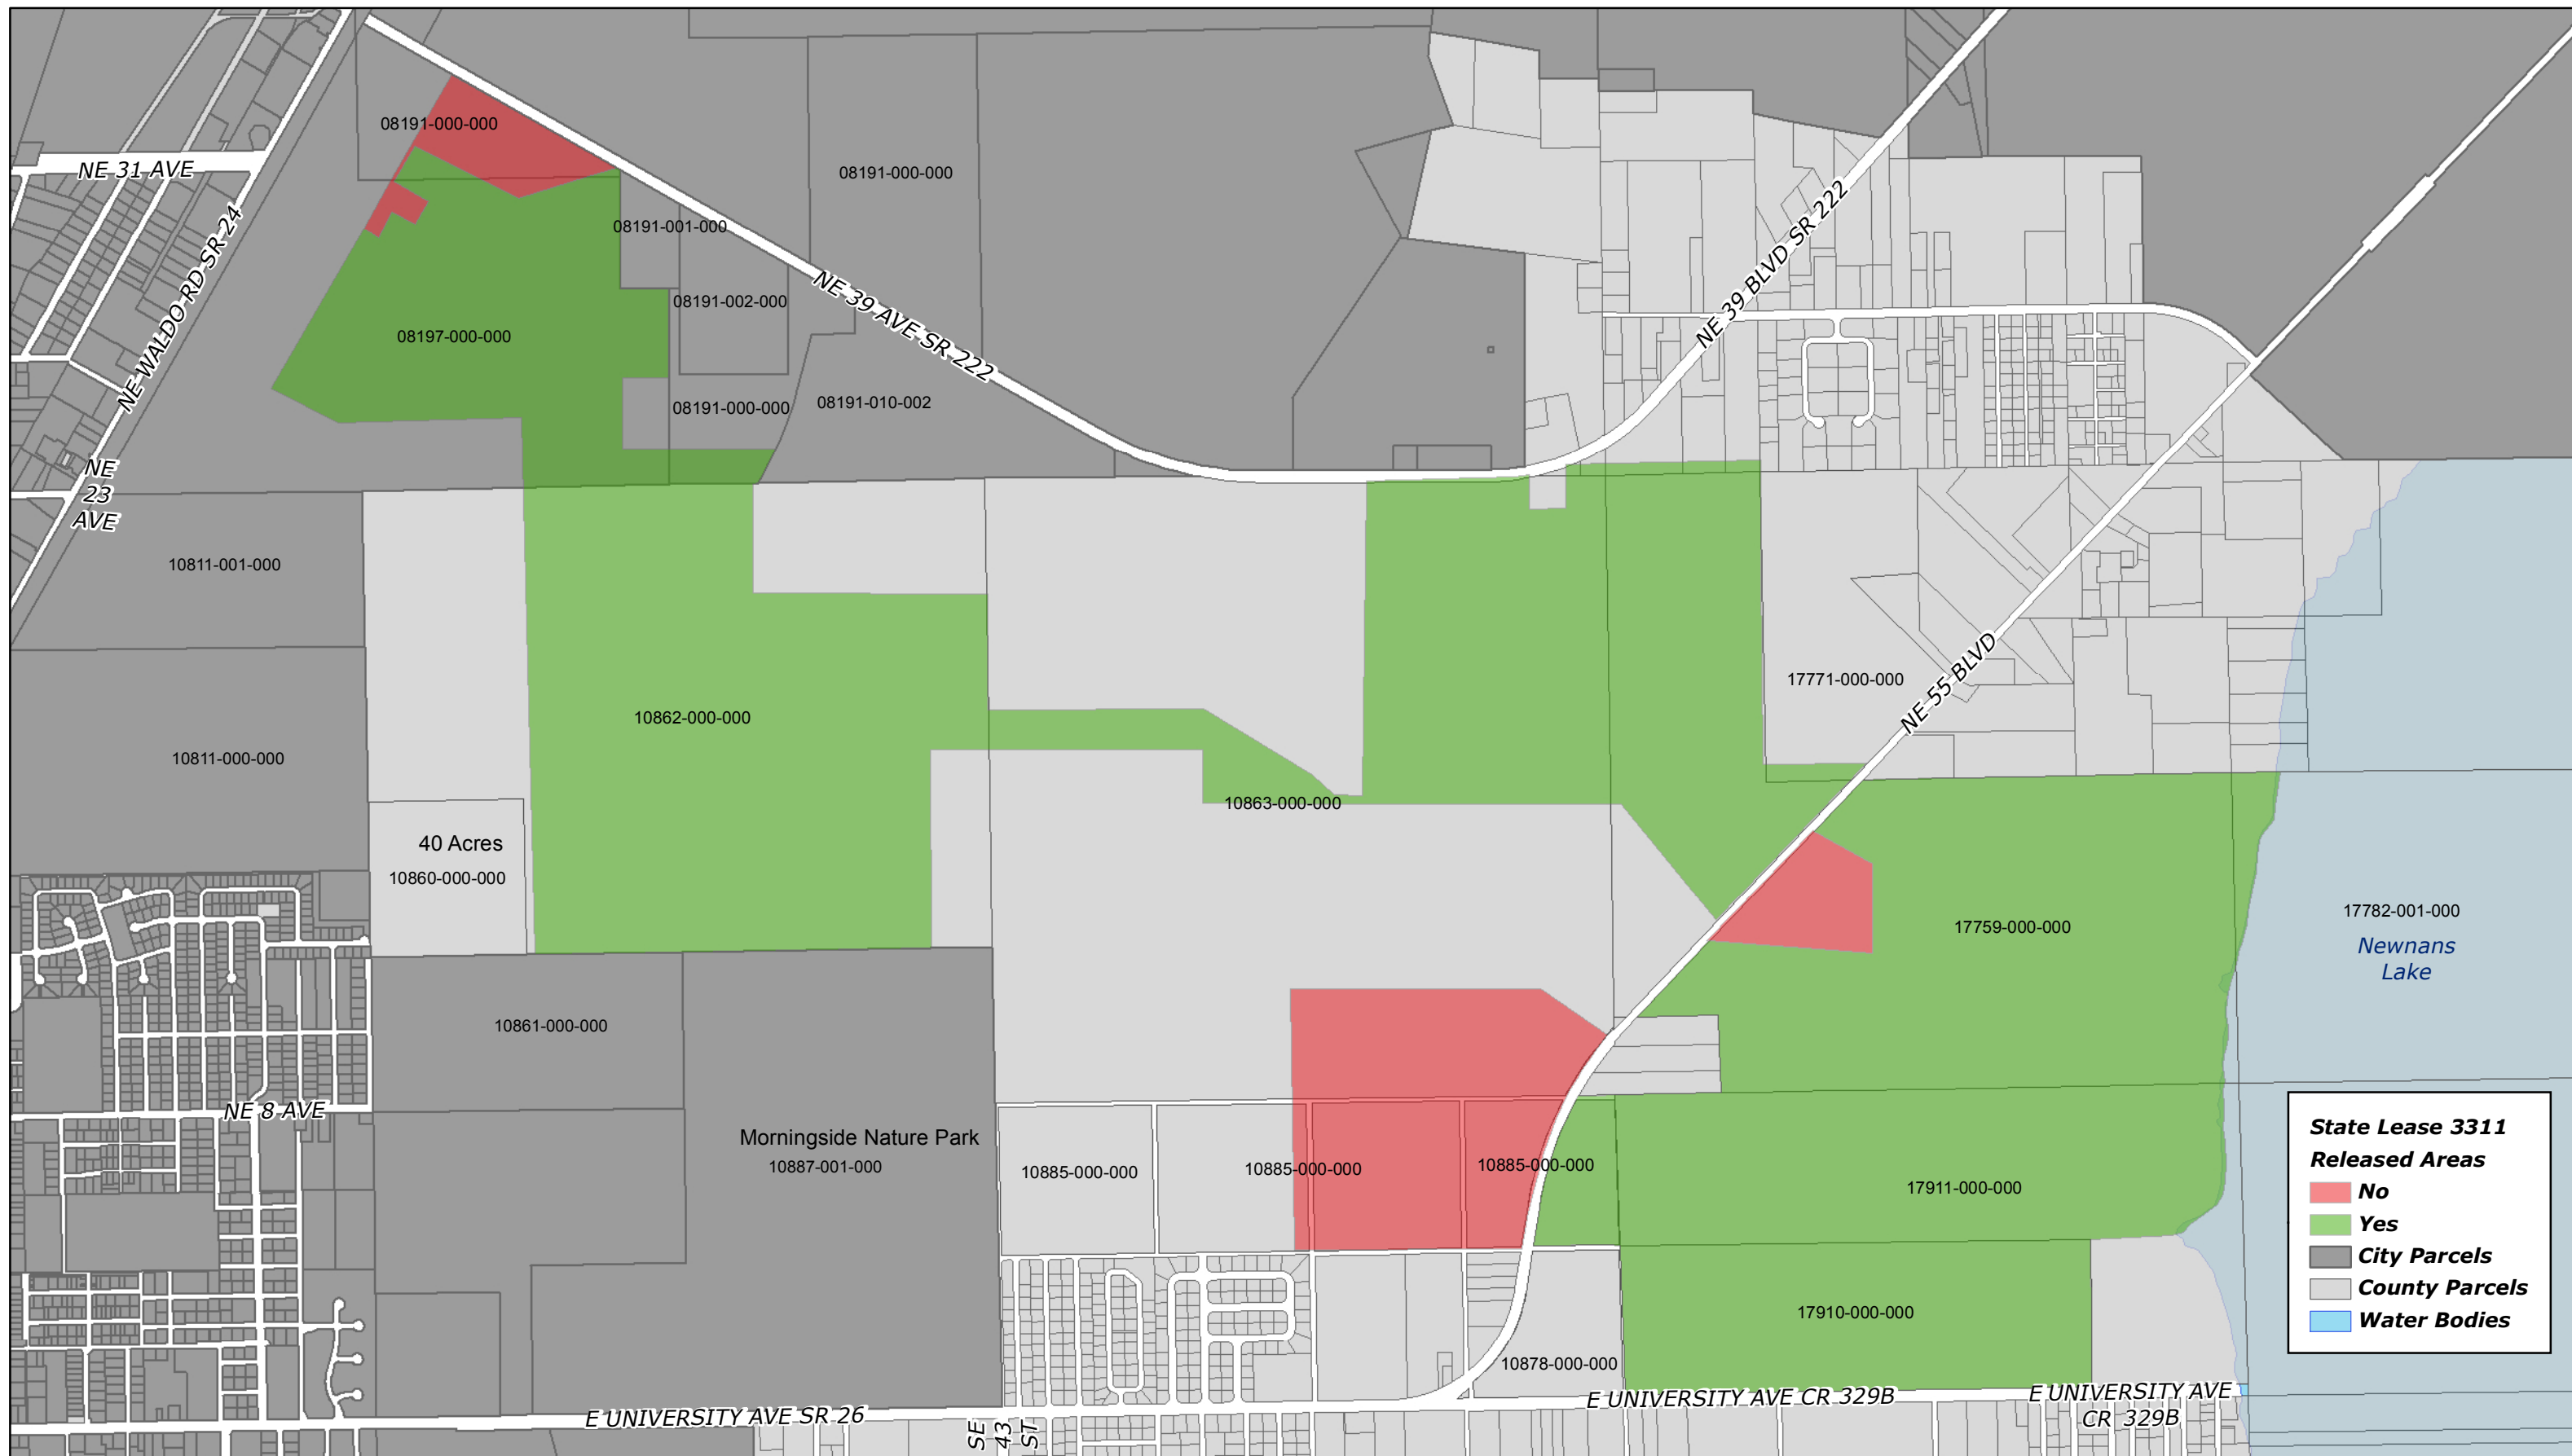 08191-000-000
NE 31 AVE
08191-000-000
NE WALDO RD SR 24
08191-001-000
08191-002-000
NE 39 AVE SR 222
NE 39 BLVD SR 222
08197-000-000
08191-000-000
08191-010-002
NE
23
AVE
10811-001-000
17771-000-000
NE 55 BLVD
10862-000-000
10811-000-000
10863-000-000
40 Acres
10860-000-000
17759-000-000
17782-001-000
Newnans
Lake
10861-000-000
NE 8 AVE
Morningside Nature Park
10887-001-000
10885-000-000
10885-000-000
10885-000-000
17911-000-000
17910-000-000
10878-000-000
E UNIVERSITY AVE SR 26
SE
43
ST
E UNIVERSITY AVE CR 329B
E UNIVERSITY AVE
CR 329B
State Lease 3311
Released Areas
No
Yes
City Parcels
County Parcels
Water Bodies